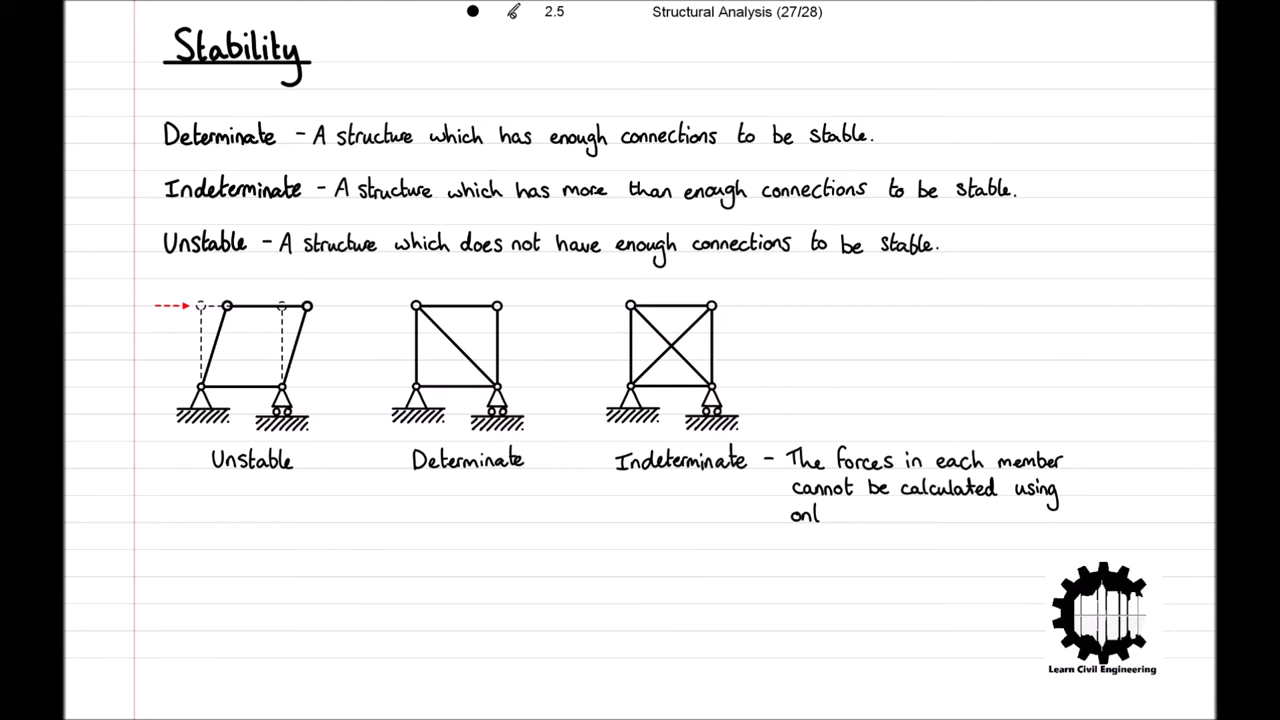 2.5 Structural Analysis (27/28)
Stability
Determinate - A structure which has enough connections to be stable.
Indeterminate - A structure which has more than enough connections to be stable.
Unstable - A structure which does not have enough connections to be stable.
Unstable
Determinate
Indeterminate - The forces in each member
cannot be calculated using
onl
Learn Civil Engineering